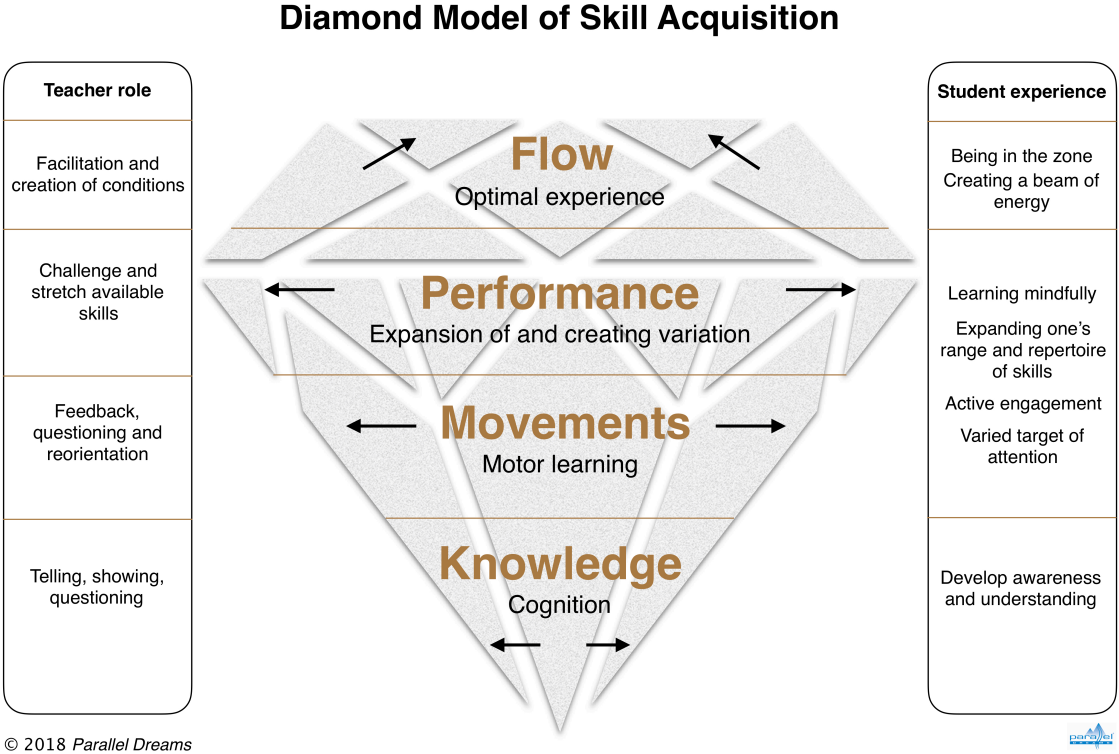 Diamond Model of Skill Acquisition
Teacher role
Facilitation and
creation of conditions
Challenge and
stretch available
skills
Feedback,
questioning and
reorientation
Telling, showing,
questioning
Flow
Optimal experience
Performance
Expansion of and creating variation
Movements
Motor learning
Knowledge
Cognition
Student experience
Being in the zone
Creating a beam of
energy
Learning mindfully
Expanding one’s
range and repertoire
of skills
Active engagement
Varied target of
attention
Develop awareness
and understanding
© 2018 Parallel Dreams
parallel
DREAMS